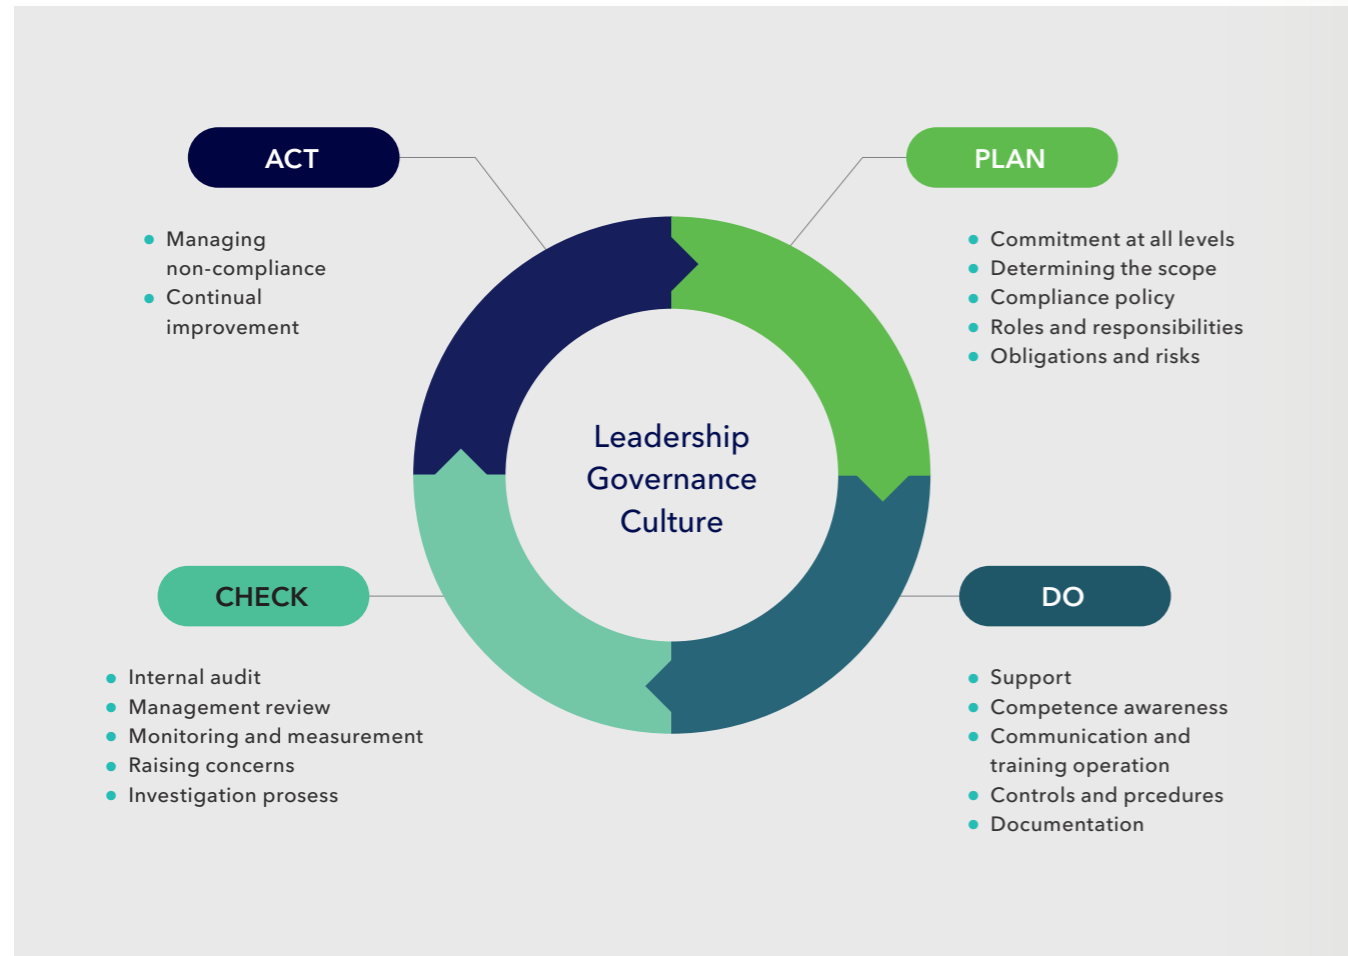 ACT
Managing
non-compliance
Continual
improvement
PLAN
Commitment at all levels
Determining the scope
Compliance policy
Roles and responsibilities
Obligations and risks
Leadership
Governance
Culture
CHECK
Internal audit
Management review
Monitoring and measurement
Raising concerns
Investigation prosess
DO
Support
Competence awareness
Communication and
training operation
Controls and prcedures
Documentation